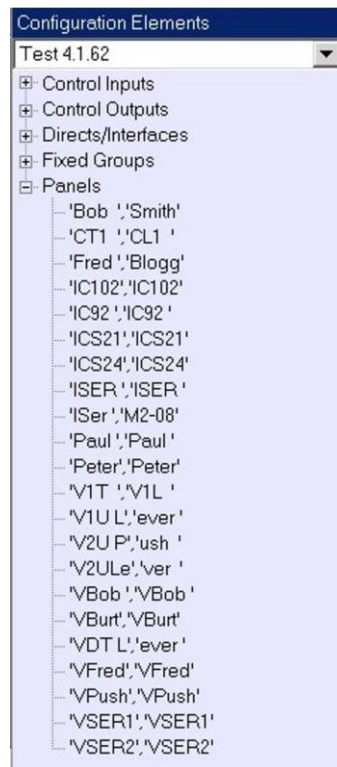 Configuration Elements
Test 4.1.62
Control Inputs
Control Outputs
Directs/Interfaces
Fixed Groups
Panels
'Bob ','Smith'
'CT1 ','CL1 '
'Fred ','Blogg'
'IC102','IC102'
'IC92 ','IC92 '
'ICS21','ICS21'
'ICS24','ICS24'
'ISER ','ISER '
'ISer ','M2-08'
'Paul ','Paul '
'Peter','Peter'
'V1T ','V1L '
'V1U L','ever '
'V2U P','ush '
'V2ULe','ver '
'VBob ','VBob '
'VBurt','VBurt'
'VDT L','ever '
'VFred','VFred'
'VPush','VPush'
'VSER1','VSER1'
'VSER2','VSER2'